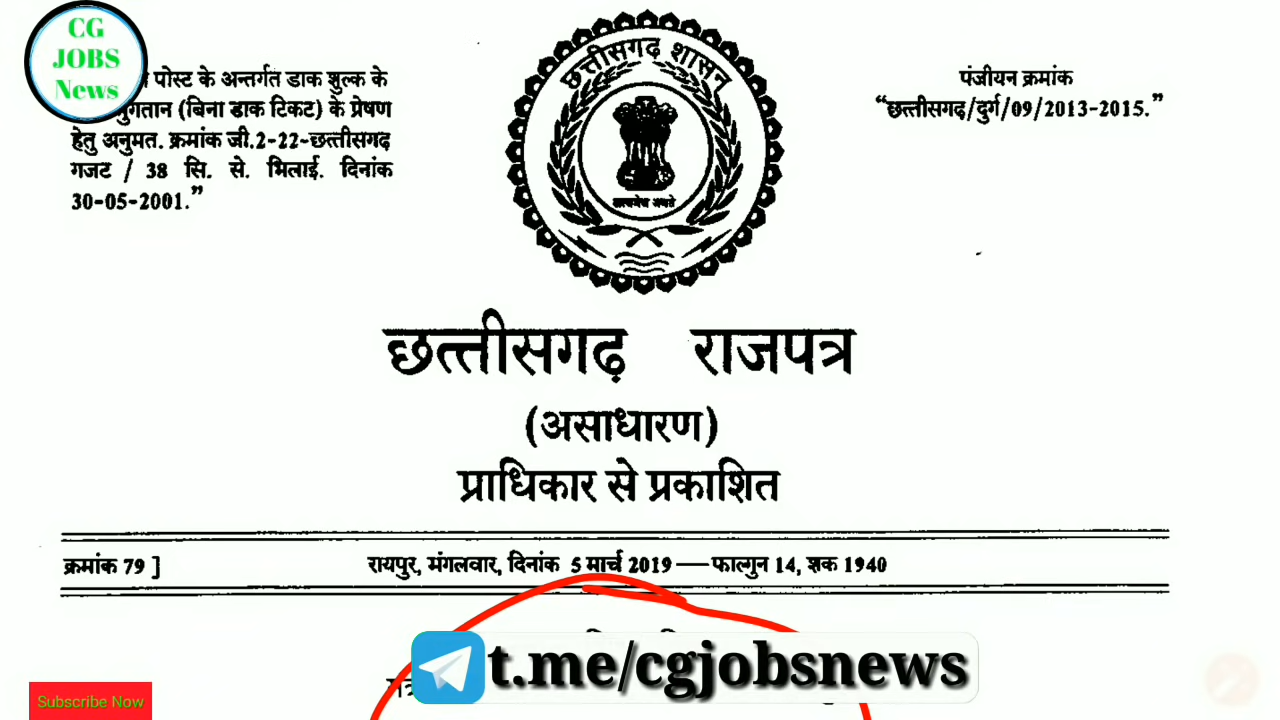 CG
JOBS
News
पोस्ट के अन्तर्गत डाक शुल्क के
(बिना डाक टिकट) के प्रेषण
हेतु अनुमत. क्रमांक जी.2-22-छत्तीसगढ़
गजट / 38 सि. से. भिलाई. दिनांक
30-05-2001.”
छत्तीसगढ़ शासन
सत्यमेव जयते
पंजीयन क्रमांक
“छत्तीसगढ़/दुर्ग/09/2013-2015.”
छत्तीसगढ़ राजपत्र
(असाधारण)
प्राधिकार से प्रकाशित
क्रमांक 79 ]
रायपुर, मंगलवार, दिनांक 5 मार्च 2019 — फाल्गुन 14, शक 1940
t.me/cgjobsnews
Subscribe Now